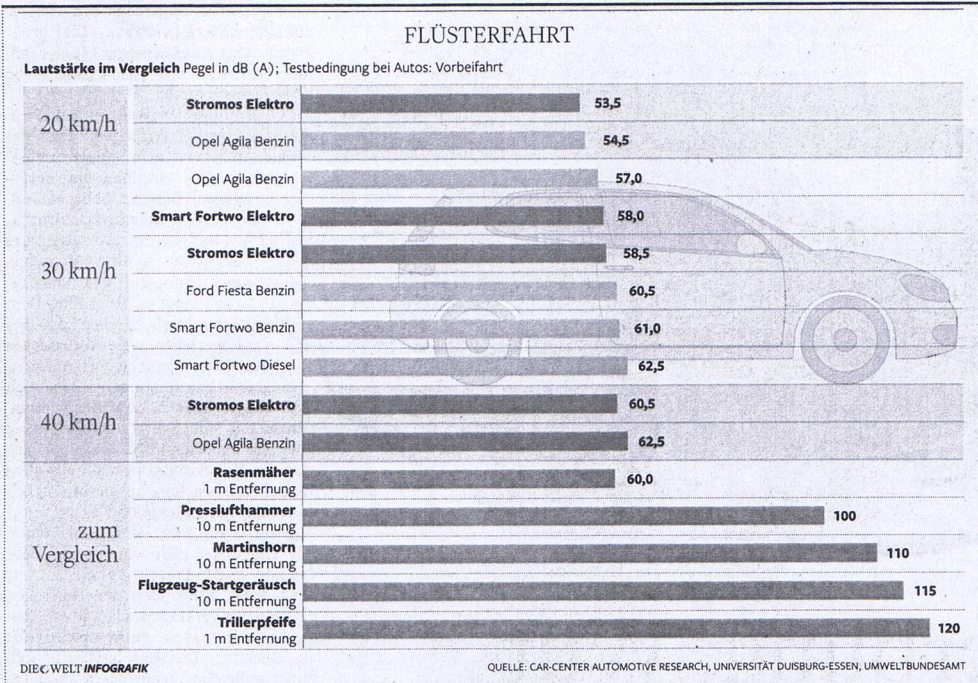 FLÜSTERFAHRT
Lautstärke im Vergleich Pegel in dB (A); Testbedingung bei Autos: Vorbeifahrt
20 km/h
Stromos Elektro 53,5
Opel Agila Benzin 54,5
30 km/h
Opel Agila Benzin 57,0
Smart Fortwo Elektro 58,0
Stromos Elektro 58,5
Ford Fiesta Benzin 60,5
Smart Fortwo Benzin 61,0
Smart Fortwo Diesel 62,5
40 km/h
Stromos Elektro 60,5
Opel Agila Benzin 62,5
zum
Vergleich
Rasenmäher
1 m Entfernung 60,0
Presslufthammer
10 m Entfernung 100
Martinshorn
10 m Entfernung 110
Flugzeug-Startgeräusch
10 m Entfernung 115
Trillerpfeife
1 m Entfernung 120
DIE WELT INFOGRAFIK
QUELLE: CAR-CENTER AUTOMOTIVE RESEARCH, UNIVERSITÄT DUISBURG-ESSEN, UMWELTBUNDESAMT